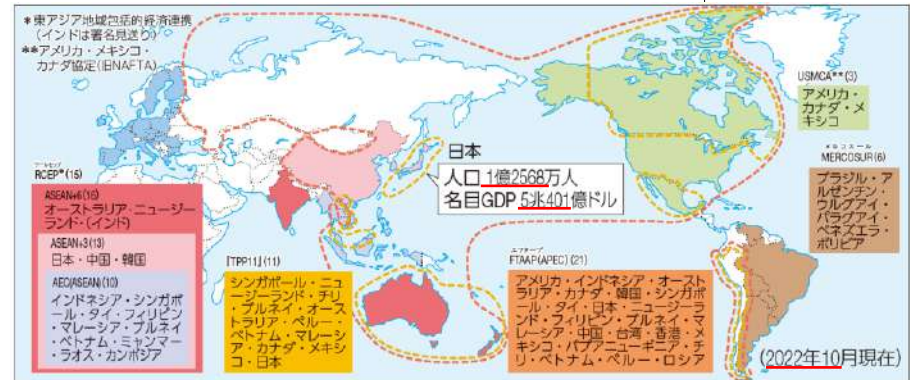 *東アジア地域包括的経済連携
(インドは署名見送り)
**アメリカ・メキシコ・
カナダ協定(旧NAFTA)
日本
人口 1億2568万人
名目GDP 5兆401億ドル
USMCA**(3)
アメリカ・
カナダ・メ
キシコ
メルコスール
MERCOSUR(6)
ブラジル・ア
ルゼンチン・
ウルグアイ・
パラグアイ・
ベネズエラ・
ボリビア
アールセップ
RCEP*(15)
ASEAN+6(16)
オーストラリア・ニュージー
ランド・(インド)
ASEAN+3(13)
日本・中国・韓国
AEC(ASEAN)(10)
インドネシア・シンガポ
ール・タイ・フィリピン
・マレーシア・ブルネイ
・ベトナム・ミャンマー
・ラオス・カンボジア
「TPP11」(11)
シンガポール・ニュ
ージーランド・チリ
・ブルネイ・オース
トラリア・ペルー・
ベトナム・マレーシ
ア・カナダ・メキシ
コ・日本
エフタープ
FTAAP(APEC)(21)
アメリカ・インドネシア・オースト
ラリア・カナダ・韓国・シンガポ
ール・タイ・日本・ニュージーラ
ンド・フィリピン・ブルネイ・マ
レーシア・中国・台湾・香港・メ
キシコ・パプアニューギニア・チ
リ・ベトナム・ペルー・ロシア
(2022年10月現在)